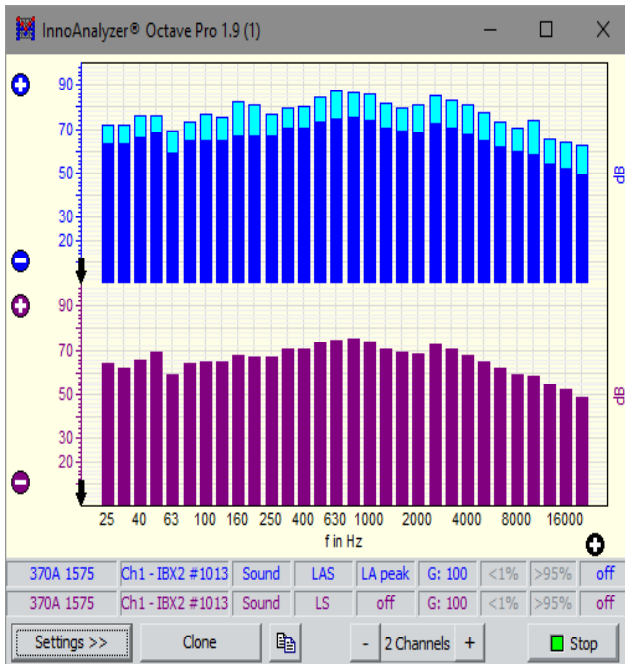 InnoAnalyzer® Octave Pro 1.9 (1)
90
70
50
30
20
dB
90
70
50
30
20
dB
25 40 63 100 160 250 400 630 1000 2000 4000 8000 16000
f in Hz
370A 1575 Ch1 - IBX2 #1013 Sound LAS LA peak G: 100 <1% >95% off
370A 1575 Ch1 - IBX2 #1013 Sound LS off G: 100 <1% >95% off
Settings >> Clone - 2 Channels + Stop